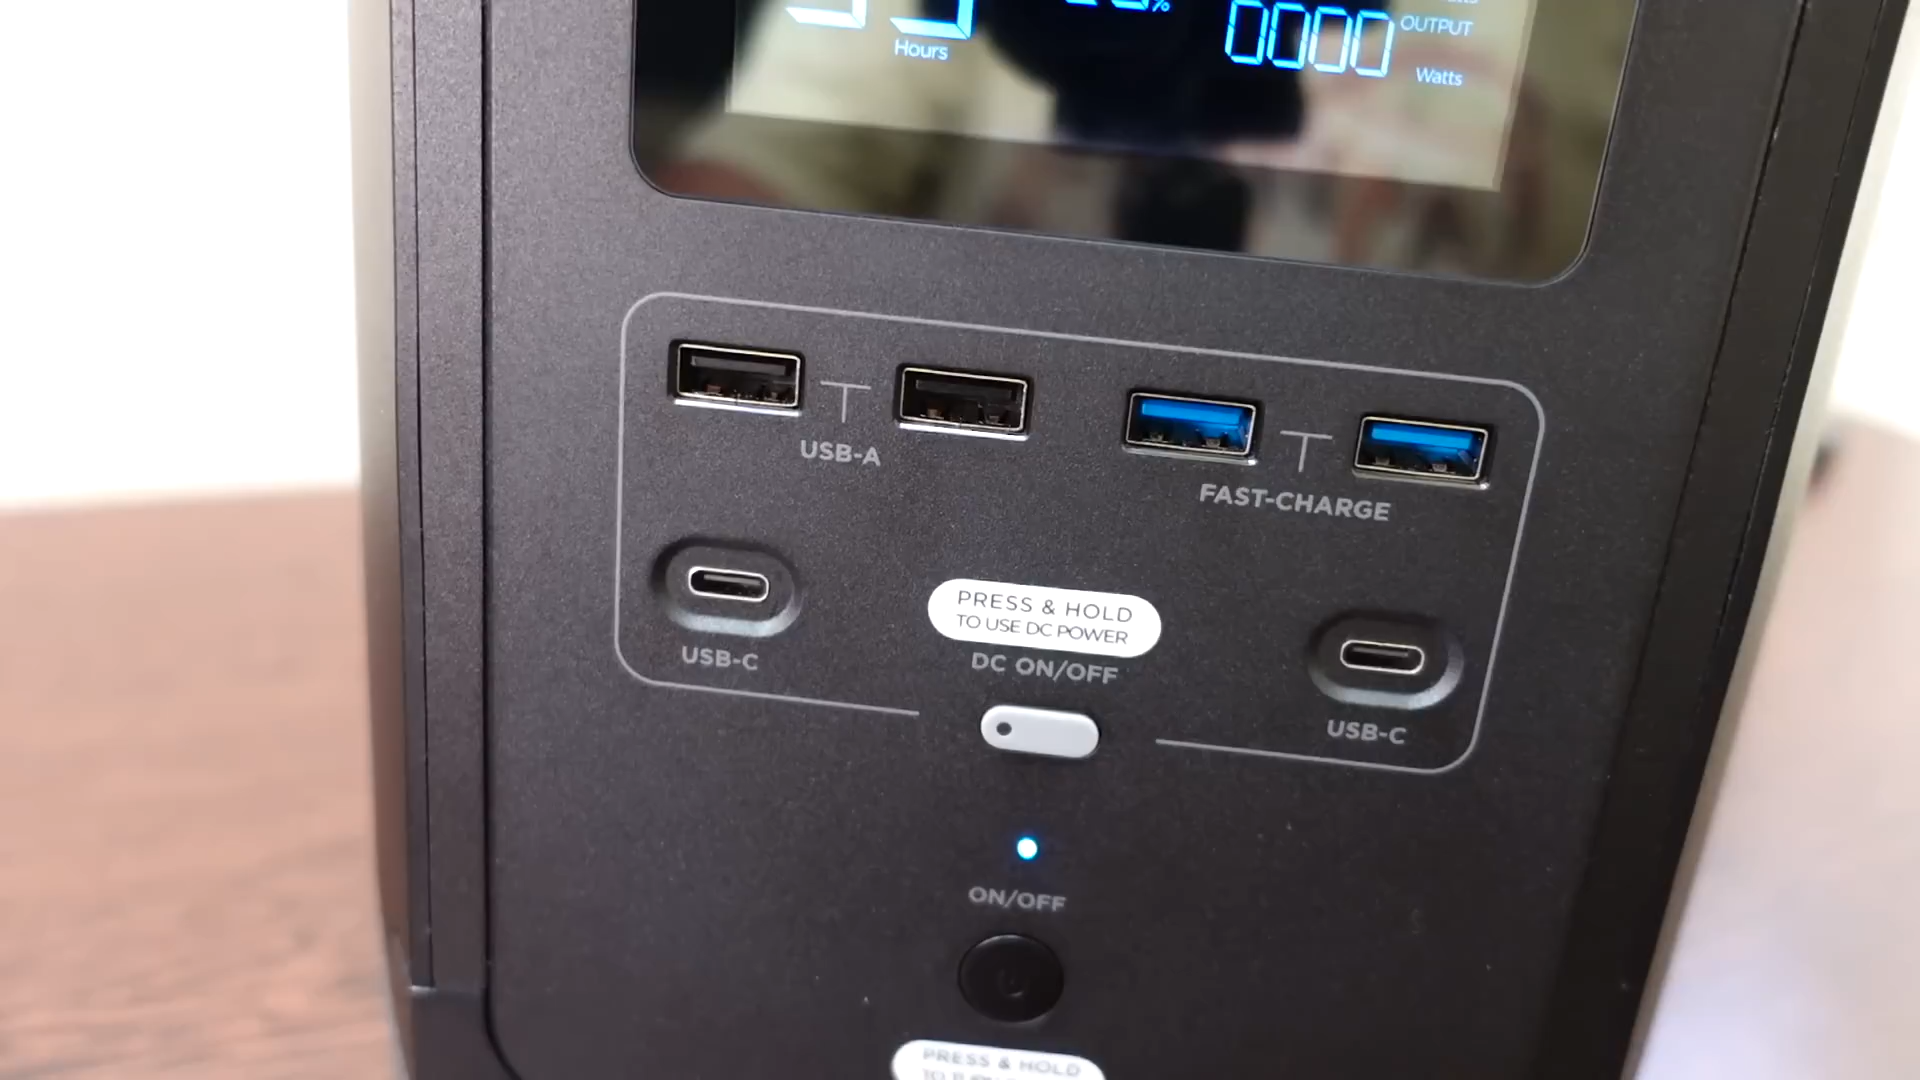 Hours
%
OUTPUT
0000
Watts
USB-A
FAST-CHARGE
PRESS & HOLD
TO USE DC POWER
USB-C
DC ON/OFF
USB-C
ON/OFF
PRESS & HOLD